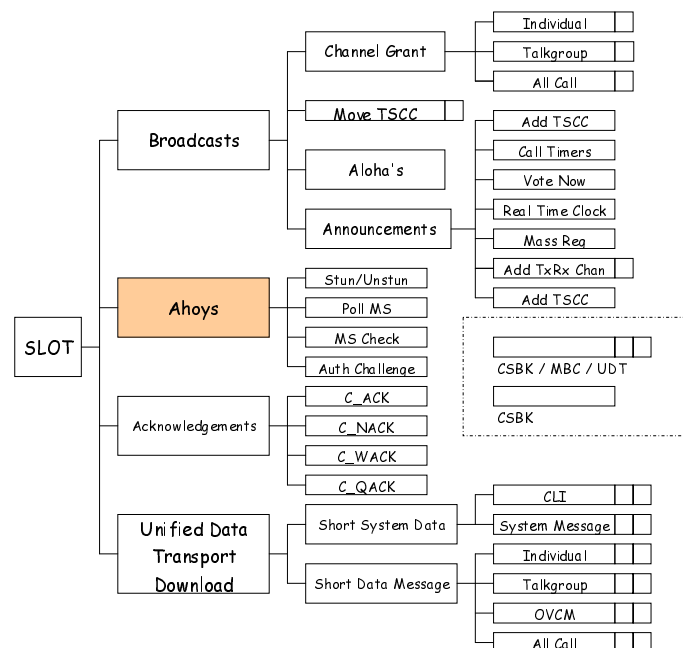 Individual
Channel Grant
Talkgroup
All Call
Move TSCC
Broadcasts
Add TSCC
Call Timers
Aloha's
Vote Now
Real Time Clock
Announcements
Mass Reg
Add TxRx Chan
Add TSCC
Stun/Unstun
Ahoys
Poll MS
MS Check
Auth Challenge
SLOT
CSBK / MBC / UDT
CSBK
C_ACK
Acknowledgements
C_NACK
C_WACK
C_QACK
Unified Data
Transport
Download
Short System Data
CLI
System Message
Short Data Message
Individual
Talkgroup
OVCM
All Call